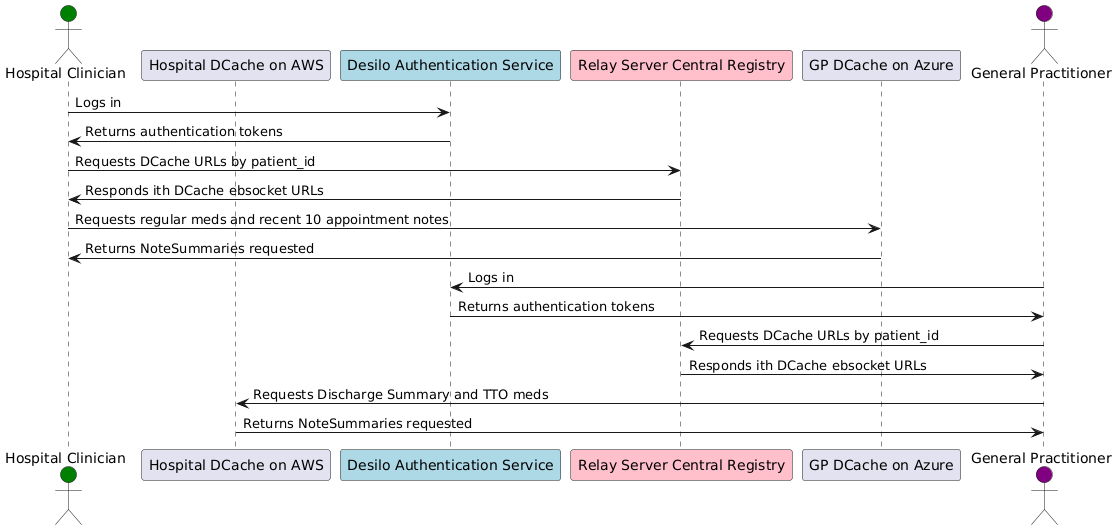 Hospital Clinician
Hospital DCache on AWS
Desilo Authentication Service
Relay Server Central Registry
GP DCache on Azure
General Practitioner
Logs in
Returns authentication tokens
Requests DCache URLs by patient_id
Responds ith DCache ebsocket URLs
Requests regular meds and recent 10 appointment notes
Returns NoteSummaries requested
Logs in
Returns authentication tokens
Requests DCache URLs by patient_id
Responds ith DCache ebsocket URLs
Requests Discharge Summary and TTO meds
Returns NoteSummaries requested
Hospital Clinician
Hospital DCache on AWS
Desilo Authentication Service
Relay Server Central Registry
GP DCache on Azure
General Practitioner